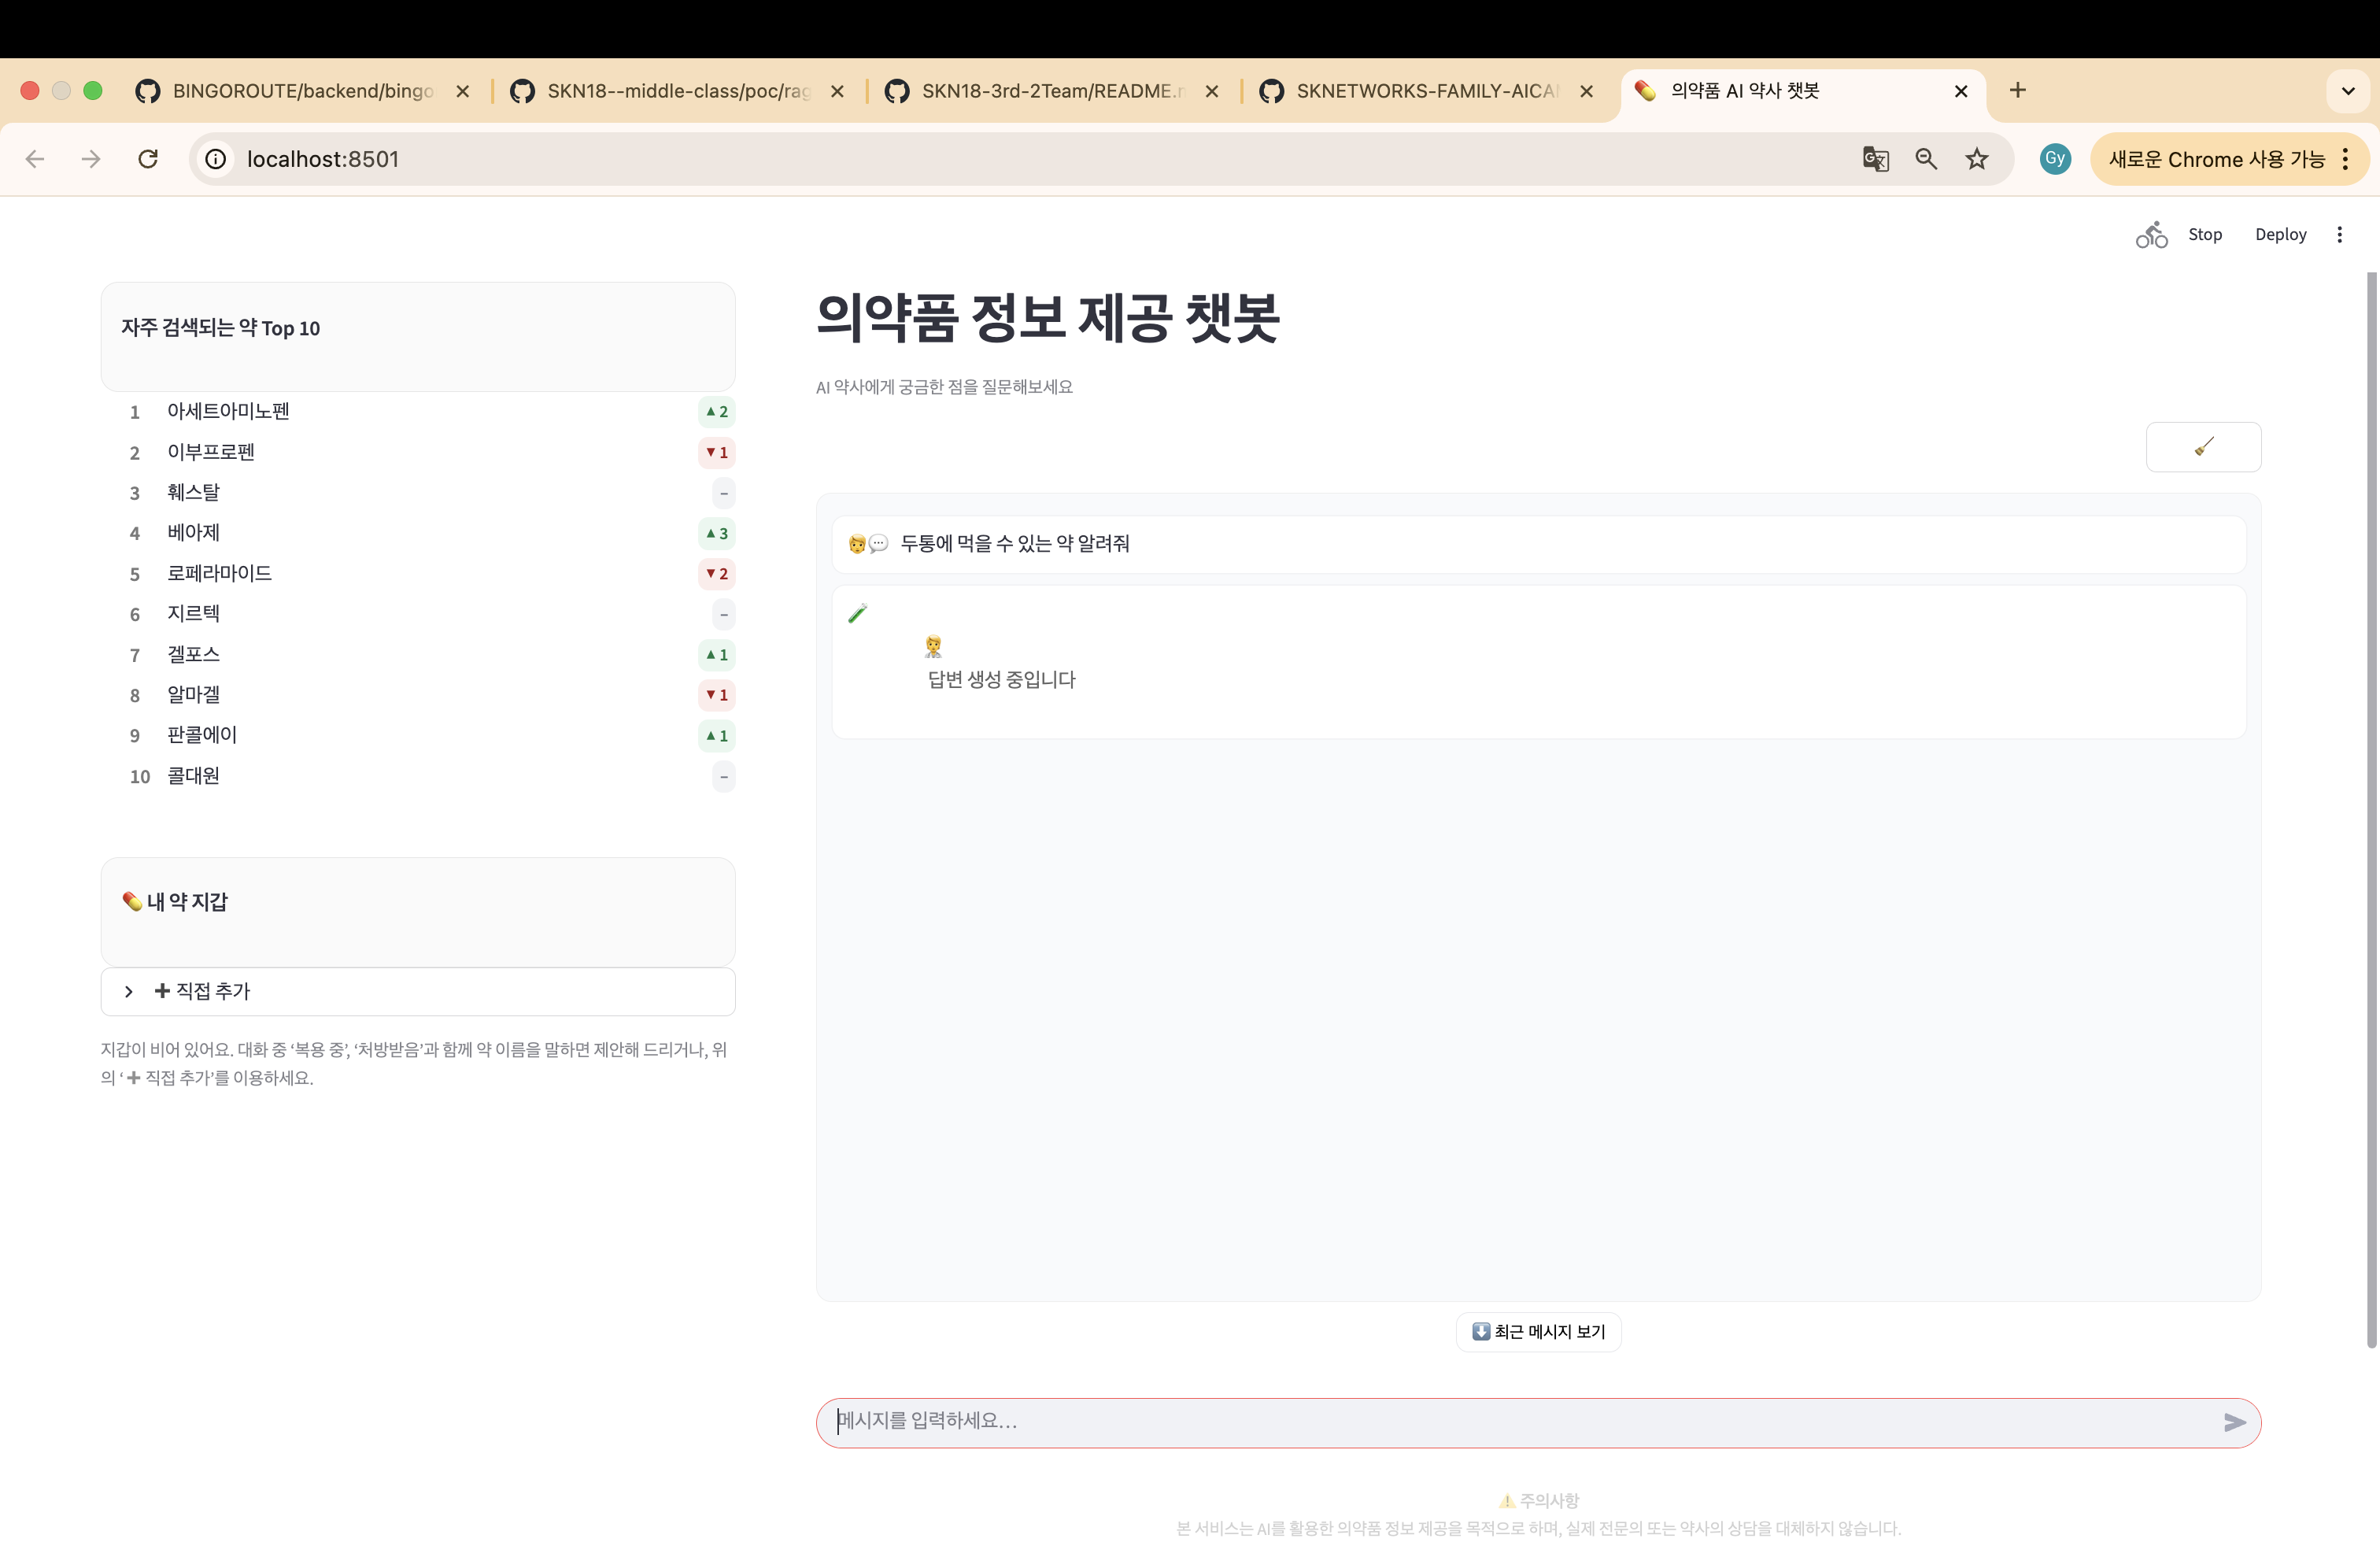 BINGOROUTE/backend/bingo
SKN18--middle-class/poc/rag
SKN18-3rd-2Team/README.m
SKNETWORKS-FAMILY-AICA
의약품 AI 약사 챗봇
localhost:8501
Gy
새로운 Chrome 사용 가능
Stop
Deploy
자주 검색되는 약 Top 10
1 아세트아미노펜 ▲2
2 이부프로펜 ▼1
3 훼스탈 –
4 베아제 ▲3
5 로페라마이드 ▼2
6 지르텍 –
7 겔포스 ▲1
8 알마겔 ▼1
9 판콜에이 ▲1
10 콜대원 –
💊 내 약 지갑
➕ 직접 추가
지갑이 비어 있어요. 대화 중 ‘복용 중’, ‘처방받음’과 함께 약 이름을 말하면 제안해 드리거나, 위
의 ‘➕ 직접 추가’를 이용하세요.
의약품 정보 제공 챗봇
AI 약사에게 궁금한 점을 질문해보세요
두통에 먹을 수 있는 약 알려줘
답변 생성 중입니다
⬇️ 최근 메시지 보기
메시지를 입력하세요...
⚠️ 주의사항
본 서비스는 AI를 활용한 의약품 정보 제공을 목적으로 하며, 실제 전문의 또는 약사의 상담을 대체하지 않습니다.